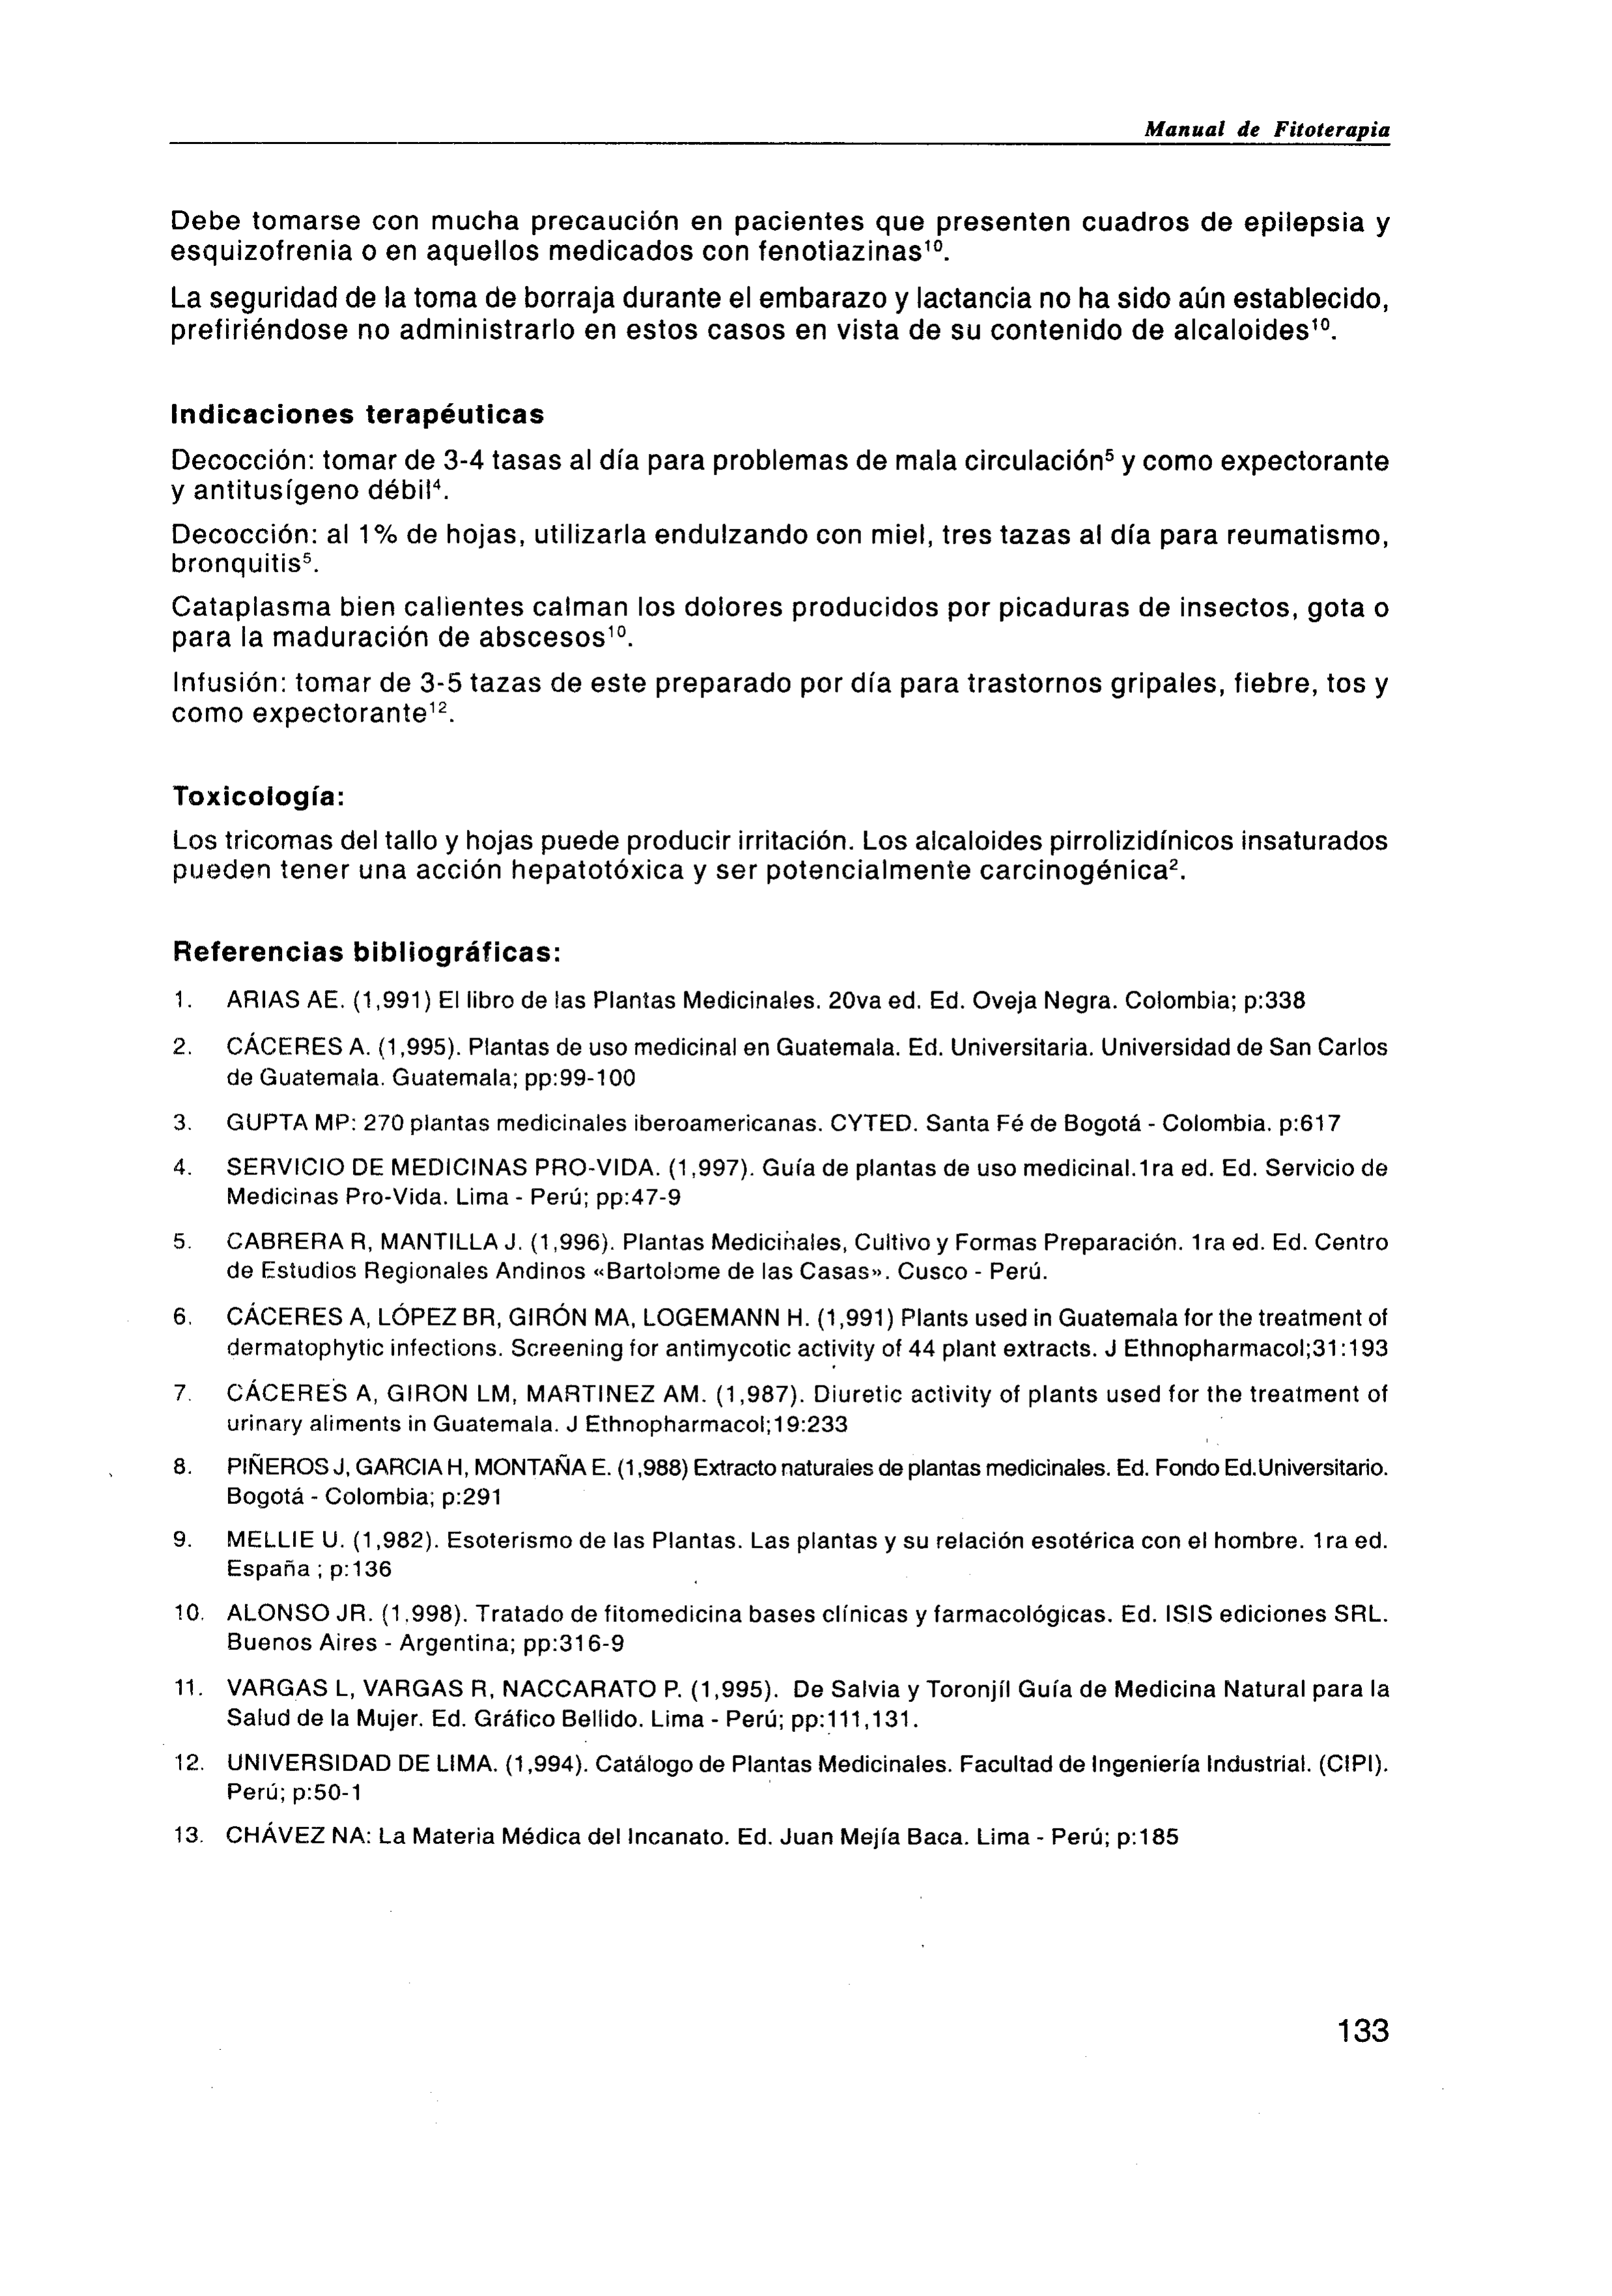 Manual de Fitoterapia
Debe tomarse con mucha precaución en pacientes que presenten cuadros de epilepsia y
esquizofrenia o en aquellos medicados con fenotiazinas¹⁰.
La seguridad de la toma de borraja durante el embarazo y lactancia no ha sido aún establecido,
prefiriéndose no administrarlo en estos casos en vista de su contenido de alcaloides¹⁰.
Indicaciones terapéuticas
Decocción: tomar de 3-4 tasas al día para problemas de mala circulación⁵ y como expectorante
y antitusígeno débil⁴.
Decocción: al 1% de hojas, utilizarla endulzando con miel, tres tazas al día para reumatismo,
bronquitis⁵.
Cataplasma bien calientes calman los dolores producidos por picaduras de insectos, gota o
para la maduración de abscesos¹⁰.
Infusión: tomar de 3-5 tazas de este preparado por día para trastornos gripales, fiebre, tos y
como expectorante¹².
Toxicología:
Los tricomas del tallo y hojas puede producir irritación. Los alcaloides pirrolizidínicos insaturados
pueden tener una acción hepatotóxica y ser potencialmente carcinogénica².
Referencias bibliográficas:
1. ARIAS AE. (1,991) El libro de las Plantas Medicinales. 20va ed. Ed. Oveja Negra. Colombia; p:338
2. CÁCERES A. (1,995). Plantas de uso medicinal en Guatemala. Ed. Universitaria. Universidad de San Carlos
de Guatemala. Guatemala; pp:99-100
3. GUPTA MP: 270 plantas medicinales iberoamericanas. CYTED. Santa Fé de Bogotá - Colombia. p:617
4. SERVICIO DE MEDICINAS PRO-VIDA. (1,997). Guía de plantas de uso medicinal.1ra ed. Ed. Servicio de
Medicinas Pro-Vida. Lima - Perú; pp:47-9
5. CABRERA R, MANTILLA J. (1,996). Plantas Medicinales, Cultivo y Formas Preparación. 1ra ed. Ed. Centro
de Estudios Regionales Andinos «Bartolome de las Casas». Cusco - Perú.
6. CÁCERES A, LÓPEZ BR, GIRÓN MA, LOGEMANN H. (1,991) Plants used in Guatemala for the treatment of
dermatophytic infections. Screening for antimycotic activity of 44 plant extracts. J Ethnopharmacol;31:193
7. CÁCERES A, GIRON LM, MARTINEZ AM. (1,987). Diuretic activity of plants used for the treatment of
urinary aliments in Guatemala. J Ethnopharmacol;19:233
8. PIÑEROS J, GARCIA H, MONTAÑA E. (1,988) Extracto naturales de plantas medicinales. Ed. Fondo Ed.Universitario.
Bogotá - Colombia; p:291
9. MELLIE U. (1,982). Esoterismo de las Plantas. Las plantas y su relación esotérica con el hombre. 1ra ed.
España ; p:136
10. ALONSO JR. (1,998). Tratado de fitomedicina bases clínicas y farmacológicas. Ed. ISIS ediciones SRL.
Buenos Aires - Argentina; pp:316-9
11. VARGAS L, VARGAS R, NACCARATO P. (1,995). De Salvia y Toronjíl Guía de Medicina Natural para la
Salud de la Mujer. Ed. Gráfico Bellido. Lima - Perú; pp:111,131.
12. UNIVERSIDAD DE LIMA. (1,994). Catálogo de Plantas Medicinales. Facultad de Ingeniería Industrial. (CIPI).
Perú; p:50-1
13. CHÁVEZ NA: La Materia Médica del Incanato. Ed. Juan Mejía Baca. Lima - Perú; p:185
133